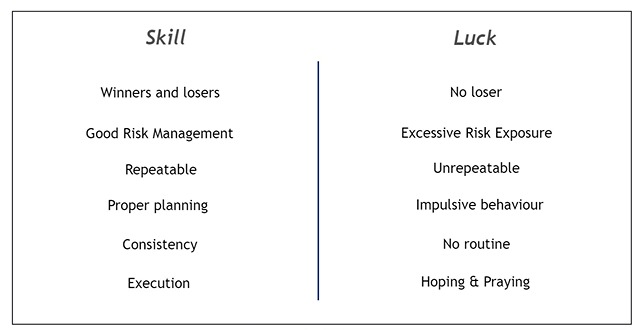 Skill
Luck
Winners and losers
No loser
Good Risk Management
Excessive Risk Exposure
Repeatable
Unrepeatable
Proper planning
Impulsive behaviour
Consistency
No routine
Execution
Hoping & Praying